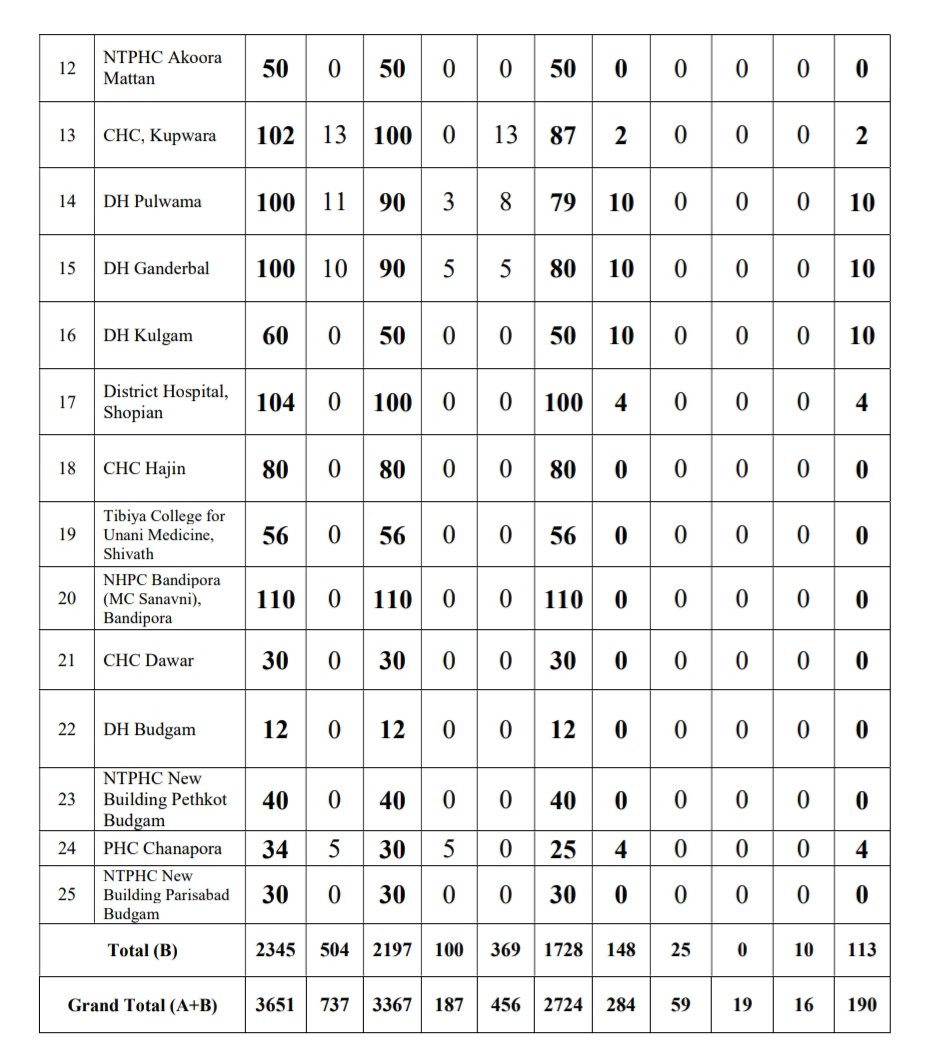 12 NTPHC Akoora Mattan 50 0 50 0 0 50 0 0 0 0 0
13 CHC, Kupwara 102 13 100 0 13 87 2 0 0 0 2
14 DH Pulwama 100 11 90 3 8 79 10 0 0 0 10
15 DH Ganderbal 100 10 90 5 5 80 10 0 0 0 10
16 DH Kulgam 60 0 50 0 0 50 10 0 0 0 10
17 District Hospital, Shopian 104 0 100 0 0 100 4 0 0 0 4
18 CHC Hajin 80 0 80 0 0 80 0 0 0 0 0
19 Tibiya College for Unani Medicine, Shivath 56 0 56 0 0 56 0 0 0 0 0
20 NHPC Bandipora (MC Sanavni), Bandipora 110 0 110 0 0 110 0 0 0 0 0
21 CHC Dawar 30 0 30 0 0 30 0 0 0 0 0
22 DH Budgam 12 0 12 0 0 12 0 0 0 0 0
23 NTPHC New Building Pethkot Budgam 40 0 40 0 0 40 0 0 0 0 0
24 PHC Chanapora 34 5 30 5 0 25 4 0 0 0 4
25 NTPHC New Building Parisabad Budgam 30 0 30 0 0 30 0 0 0 0 0
Total (B) 2345 504 2197 100 369 1728 148 25 0 10 113
Grand Total (A+B) 3651 737 3367 187 456 2724 284 59 19 16 190